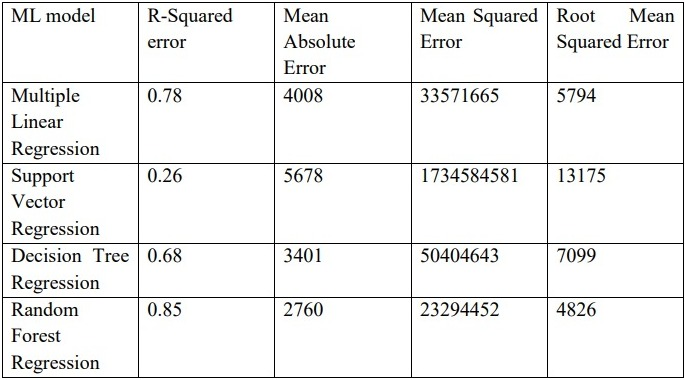 ML model
R-Squared
error
Mean
Absolute
Error
Mean Squared
Error
Root Mean
Squared Error
Multiple
Linear
Regression
0.78
4008
33571665
5794
Support
Vector
Regression
0.26
5678
1734584581
13175
Decision Tree
Regression
0.68
3401
50404643
7099
Random
Forest
Regression
0.85
2760
23294452
4826